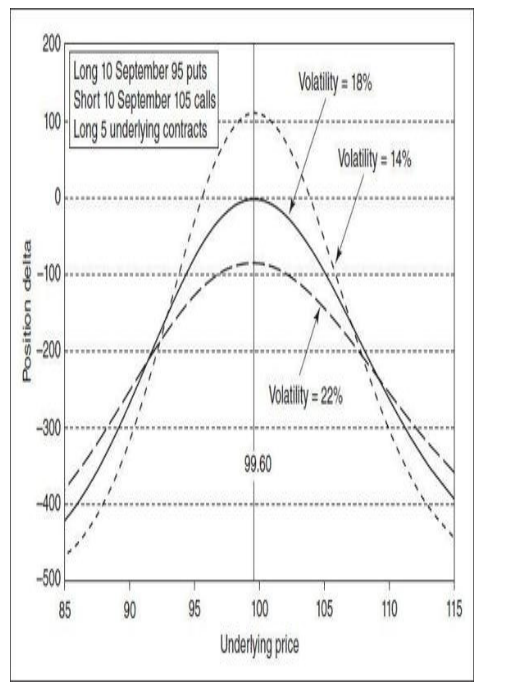 200
Long 10 September 95 puts
Short 10 September 105 calls
Long 5 underlying contracts
Volatility = 18%
100
Volatility = 14%
0
Position delta
–100
–200
Volatility = 22%
–300
99.60
–400
–500
85 90 95 100 105 110 115
Underlying price